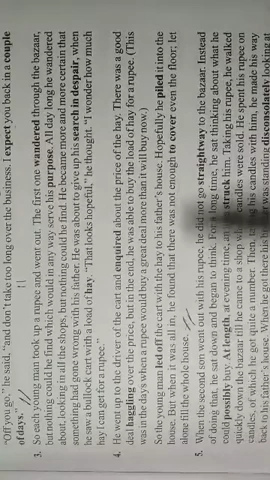 "Off you go," he said, "and don't take too long over the business. I expect you back in a couple
of days."
3. So each young man took up a rupee and went out. The first one wandered through the bazaar,
but nothing could he find which would in any way serve his purpose. All day long he wandered
about, looking in all the shops, but nothing could he find. He became more and more certain that
something had gone wrong with his father. He was about to give up his search in despair, when
he saw a bullock cart with a load of hay. "That looks hopeful," he thought. "I wonder how much
hay I can get for a rupee."
4. He went up to the driver of the cart and enquired about the price of the hay. There was a good
deal haggling over the price, but in the end, he was able to buy the load of hay for a rupee. (This
was in the days when a rupee would buy a great deal more than it will buy now.)
So the young man led off the cart with the hay to his father's house. Hopefully he piled it into the
house. But when it was all in, he found that there was not enough to cover even the floor; let
alone fill the whole house.
5. When the second son went out with his rupee, he did not go straightway to the bazaar. Instead
of doing that, he sat down and began to think. For a long time, he sat thinking about what he
could possibly buy. At length, at evening time, an struck him. Taking his rupee, he walked
quickly down the bazaar till he came to a shop where candles were sold. He spent his rupee on
candles, of which he got quite a number. Then, taking his candles with him, he made his way
back to his father's house. When he got there his was standing disconsolately looking at